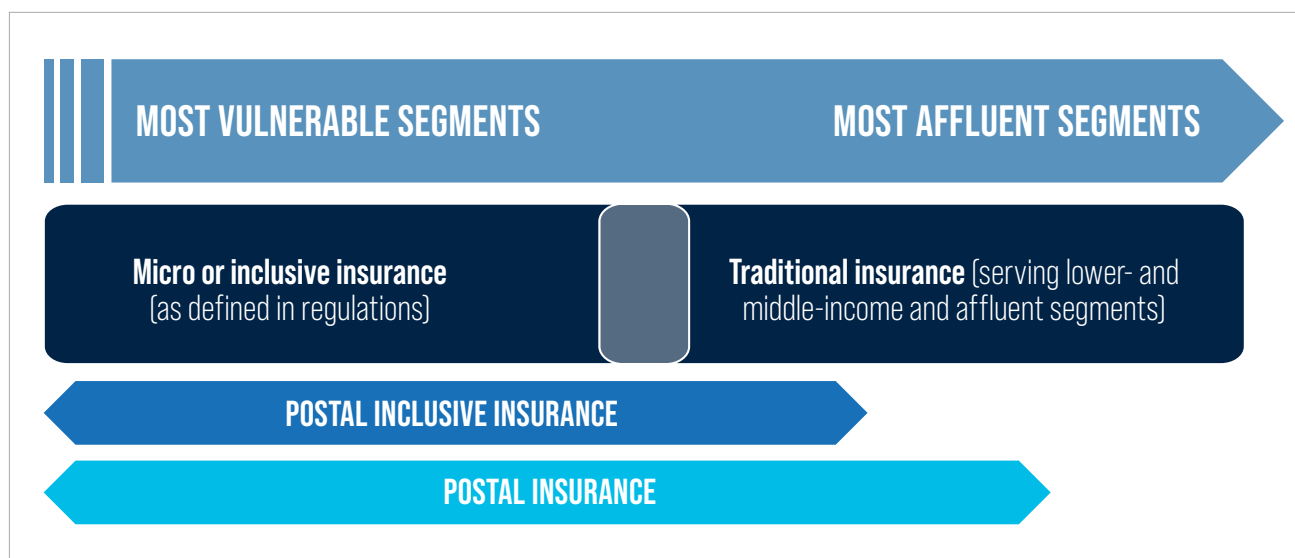 MOST VULNERABLE SEGMENTS
MOST AFFLUENT SEGMENTS
Micro or inclusive insurance
(as defined in regulations)
Traditional insurance (serving lower- and
middle-income and affluent segments)
POSTAL INCLUSIVE INSURANCE
POSTAL INSURANCE